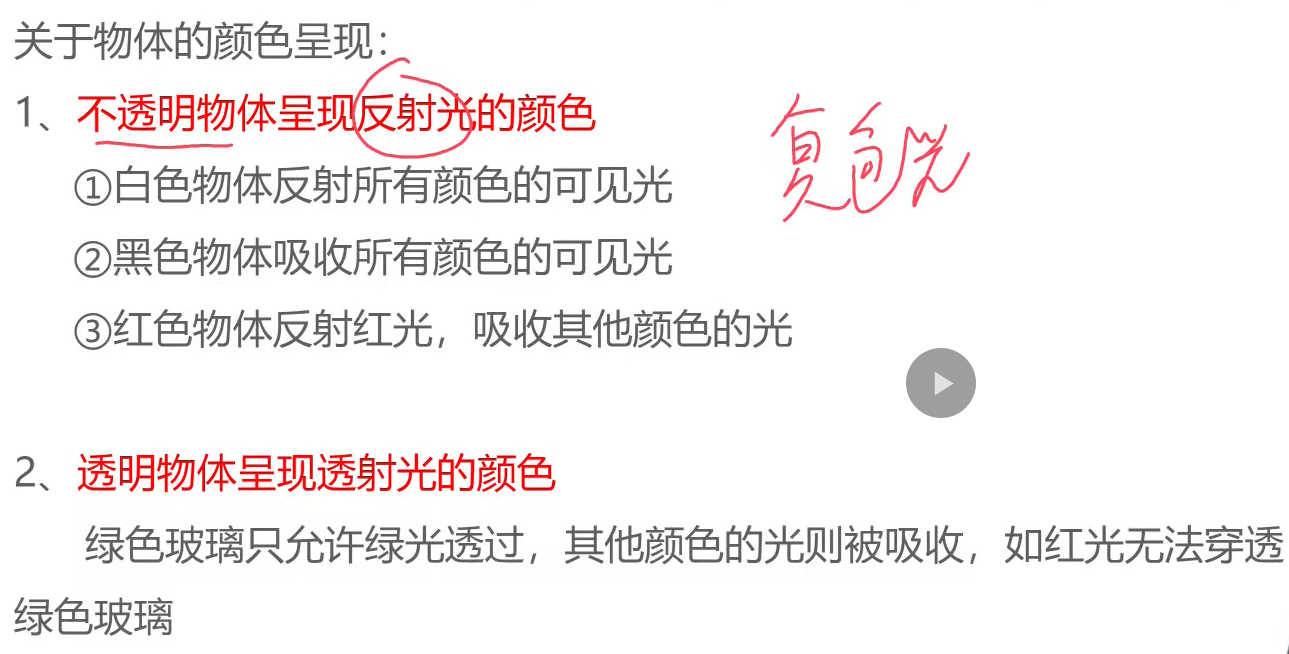 关于物体的颜色呈现：
1、不透明物体呈现反射光的颜色
复色光
①白色物体反射所有颜色的可见光
②黑色物体吸收所有颜色的可见光
③红色物体反射红光，吸收其他颜色的光
2、透明物体呈现透射光的颜色
绿色玻璃只允许绿光透过，其他颜色的光则被吸收，如红光无法穿透
绿色玻璃